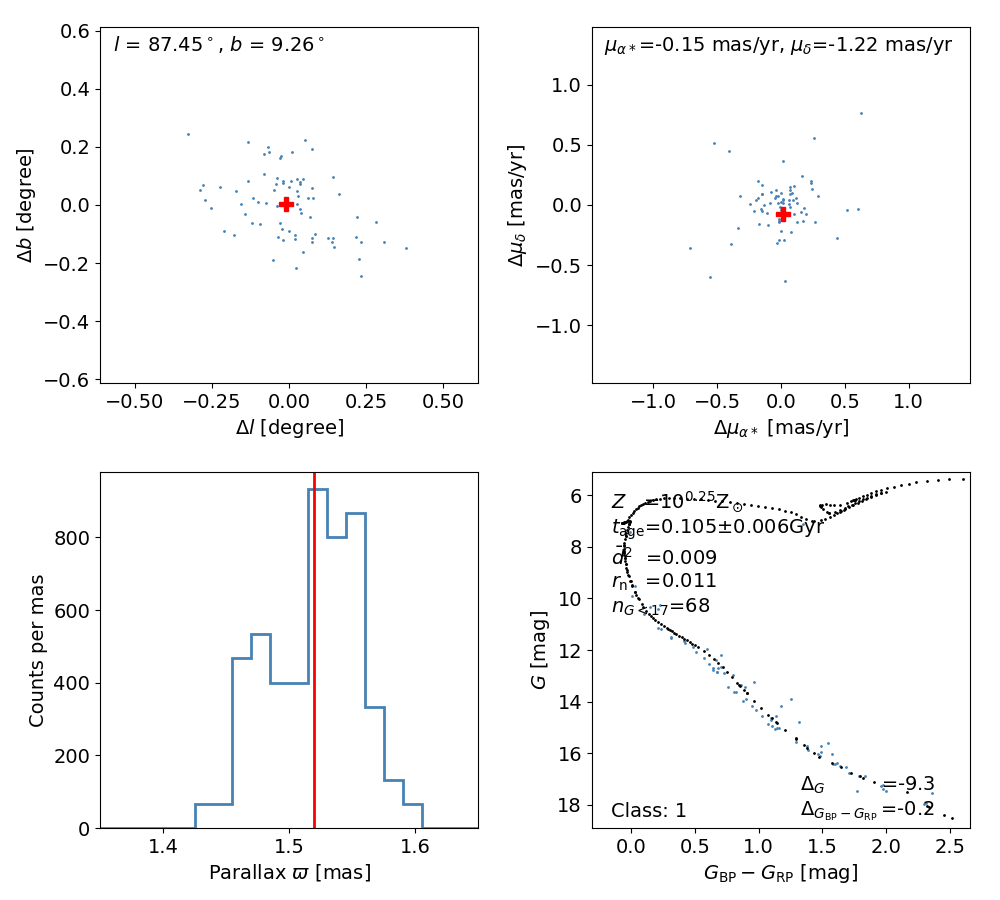 l = 87.45°, b = 9.26°
0.6
0.4
0.2
0.0
−0.2
−0.4
−0.6
Δb [degree]
−0.50
−0.25
0.00
0.25
0.50
Δl [degree]
μα*=-0.15 mas/yr, μδ=-1.22 mas/yr
1.0
0.5
0.0
−0.5
−1.0
Δμδ [mas/yr]
−1.0
−0.5
0.0
0.5
1.0
Δμα* [mas/yr]
800
600
400
200
0
Counts per mas
1.4
1.5
1.6
Parallax ϖ [mas]
Z =10^0.25 Z⊙
tage=0.105±0.006Gyr
d̄² =0.009
rn =0.011
nG<17=68
6
8
10
12
14
16
18
G [mag]
ΔG =-9.3
ΔGBP−GRP =-0.2
Class: 1
0.0
0.5
1.0
1.5
2.0
2.5
GBP − GRP [mag]